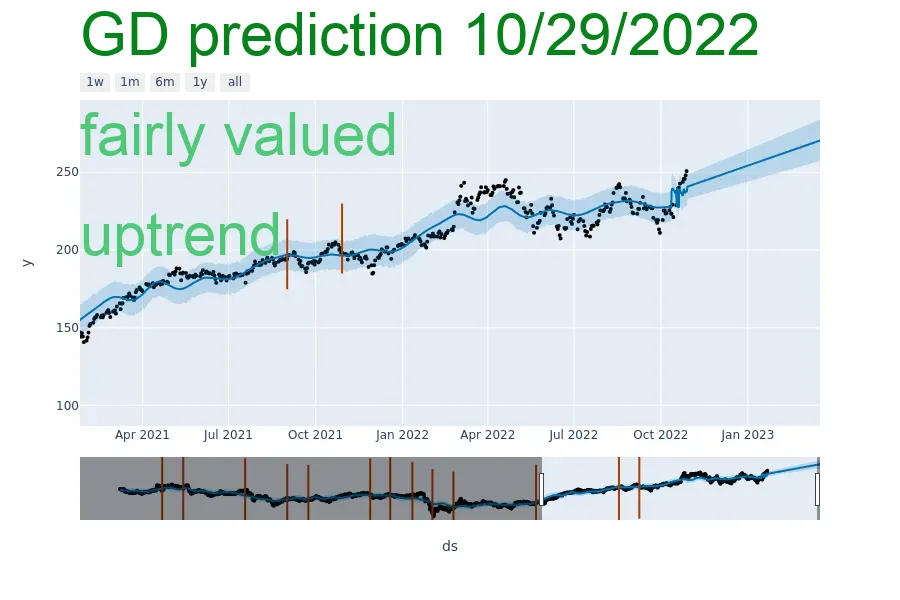 GD prediction 10/29/2022
1w 1m 6m 1y all
fairly valued
250
uptrend
200
y
150
100
Apr 2021 Jul 2021 Oct 2021 Jan 2022 Apr 2022 Jul 2022 Oct 2022 Jan 2023
ds